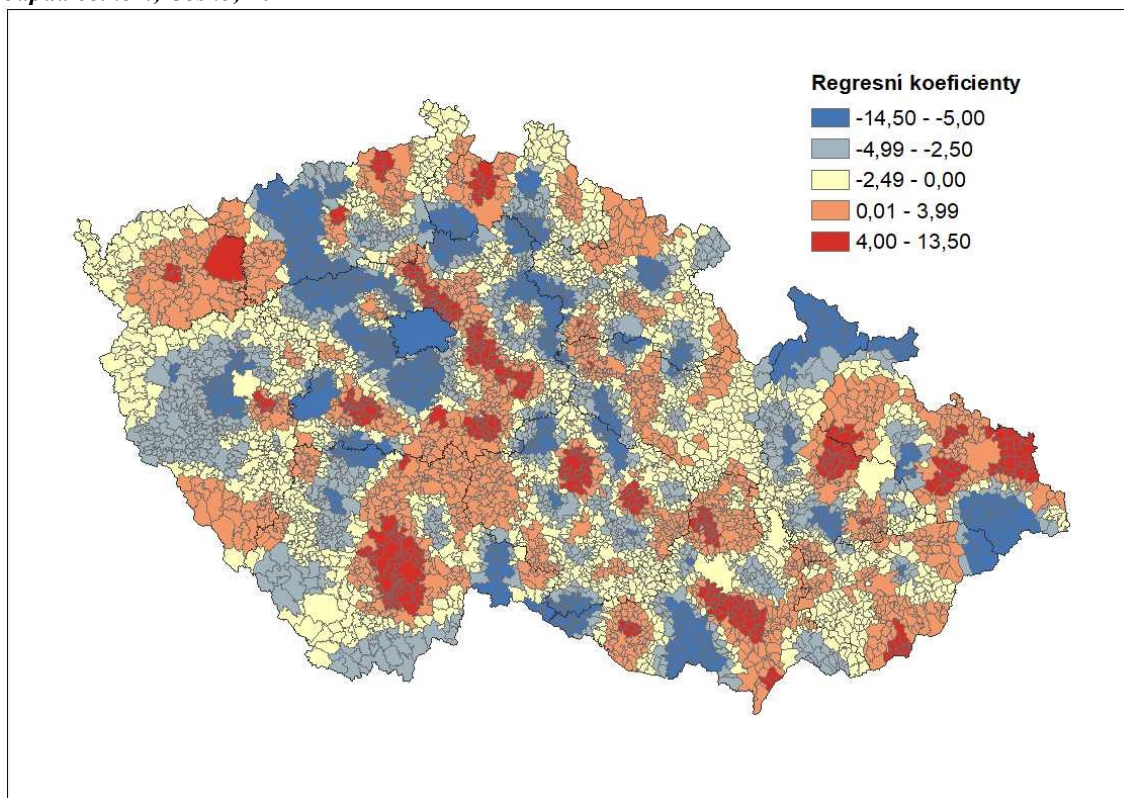 Regresní koeficienty
-14,50 - -5,00
-4,99 - -2,50
-2,49 - 0,00
0,01 - 3,99
4,00 - 13,50